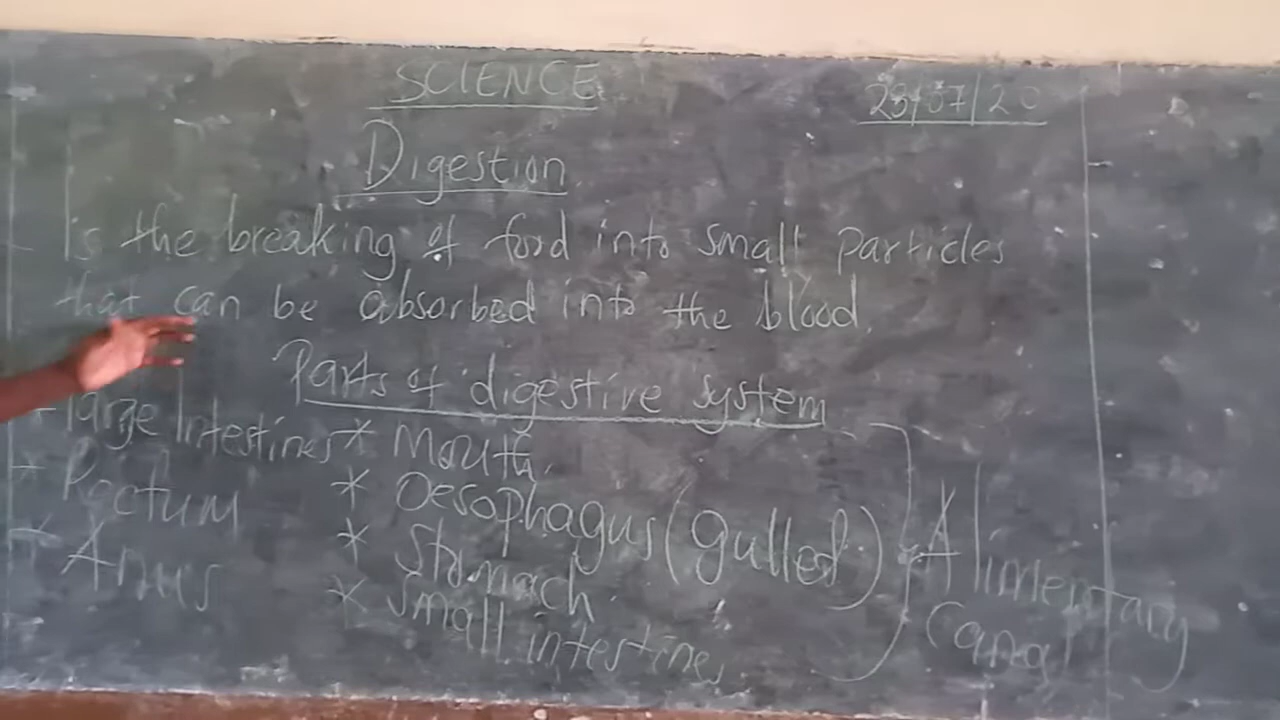 SCIENCE
23/07/20
Digestion
Is the breaking of food into small particles
that can be absorbed into the blood.
Parts of digestive system
* Mouth.
* Oesophagus (gullet)
* Stomach.
* Small intestines
* large Intestines
* Rectum
* Anus
Alimentary
Canal